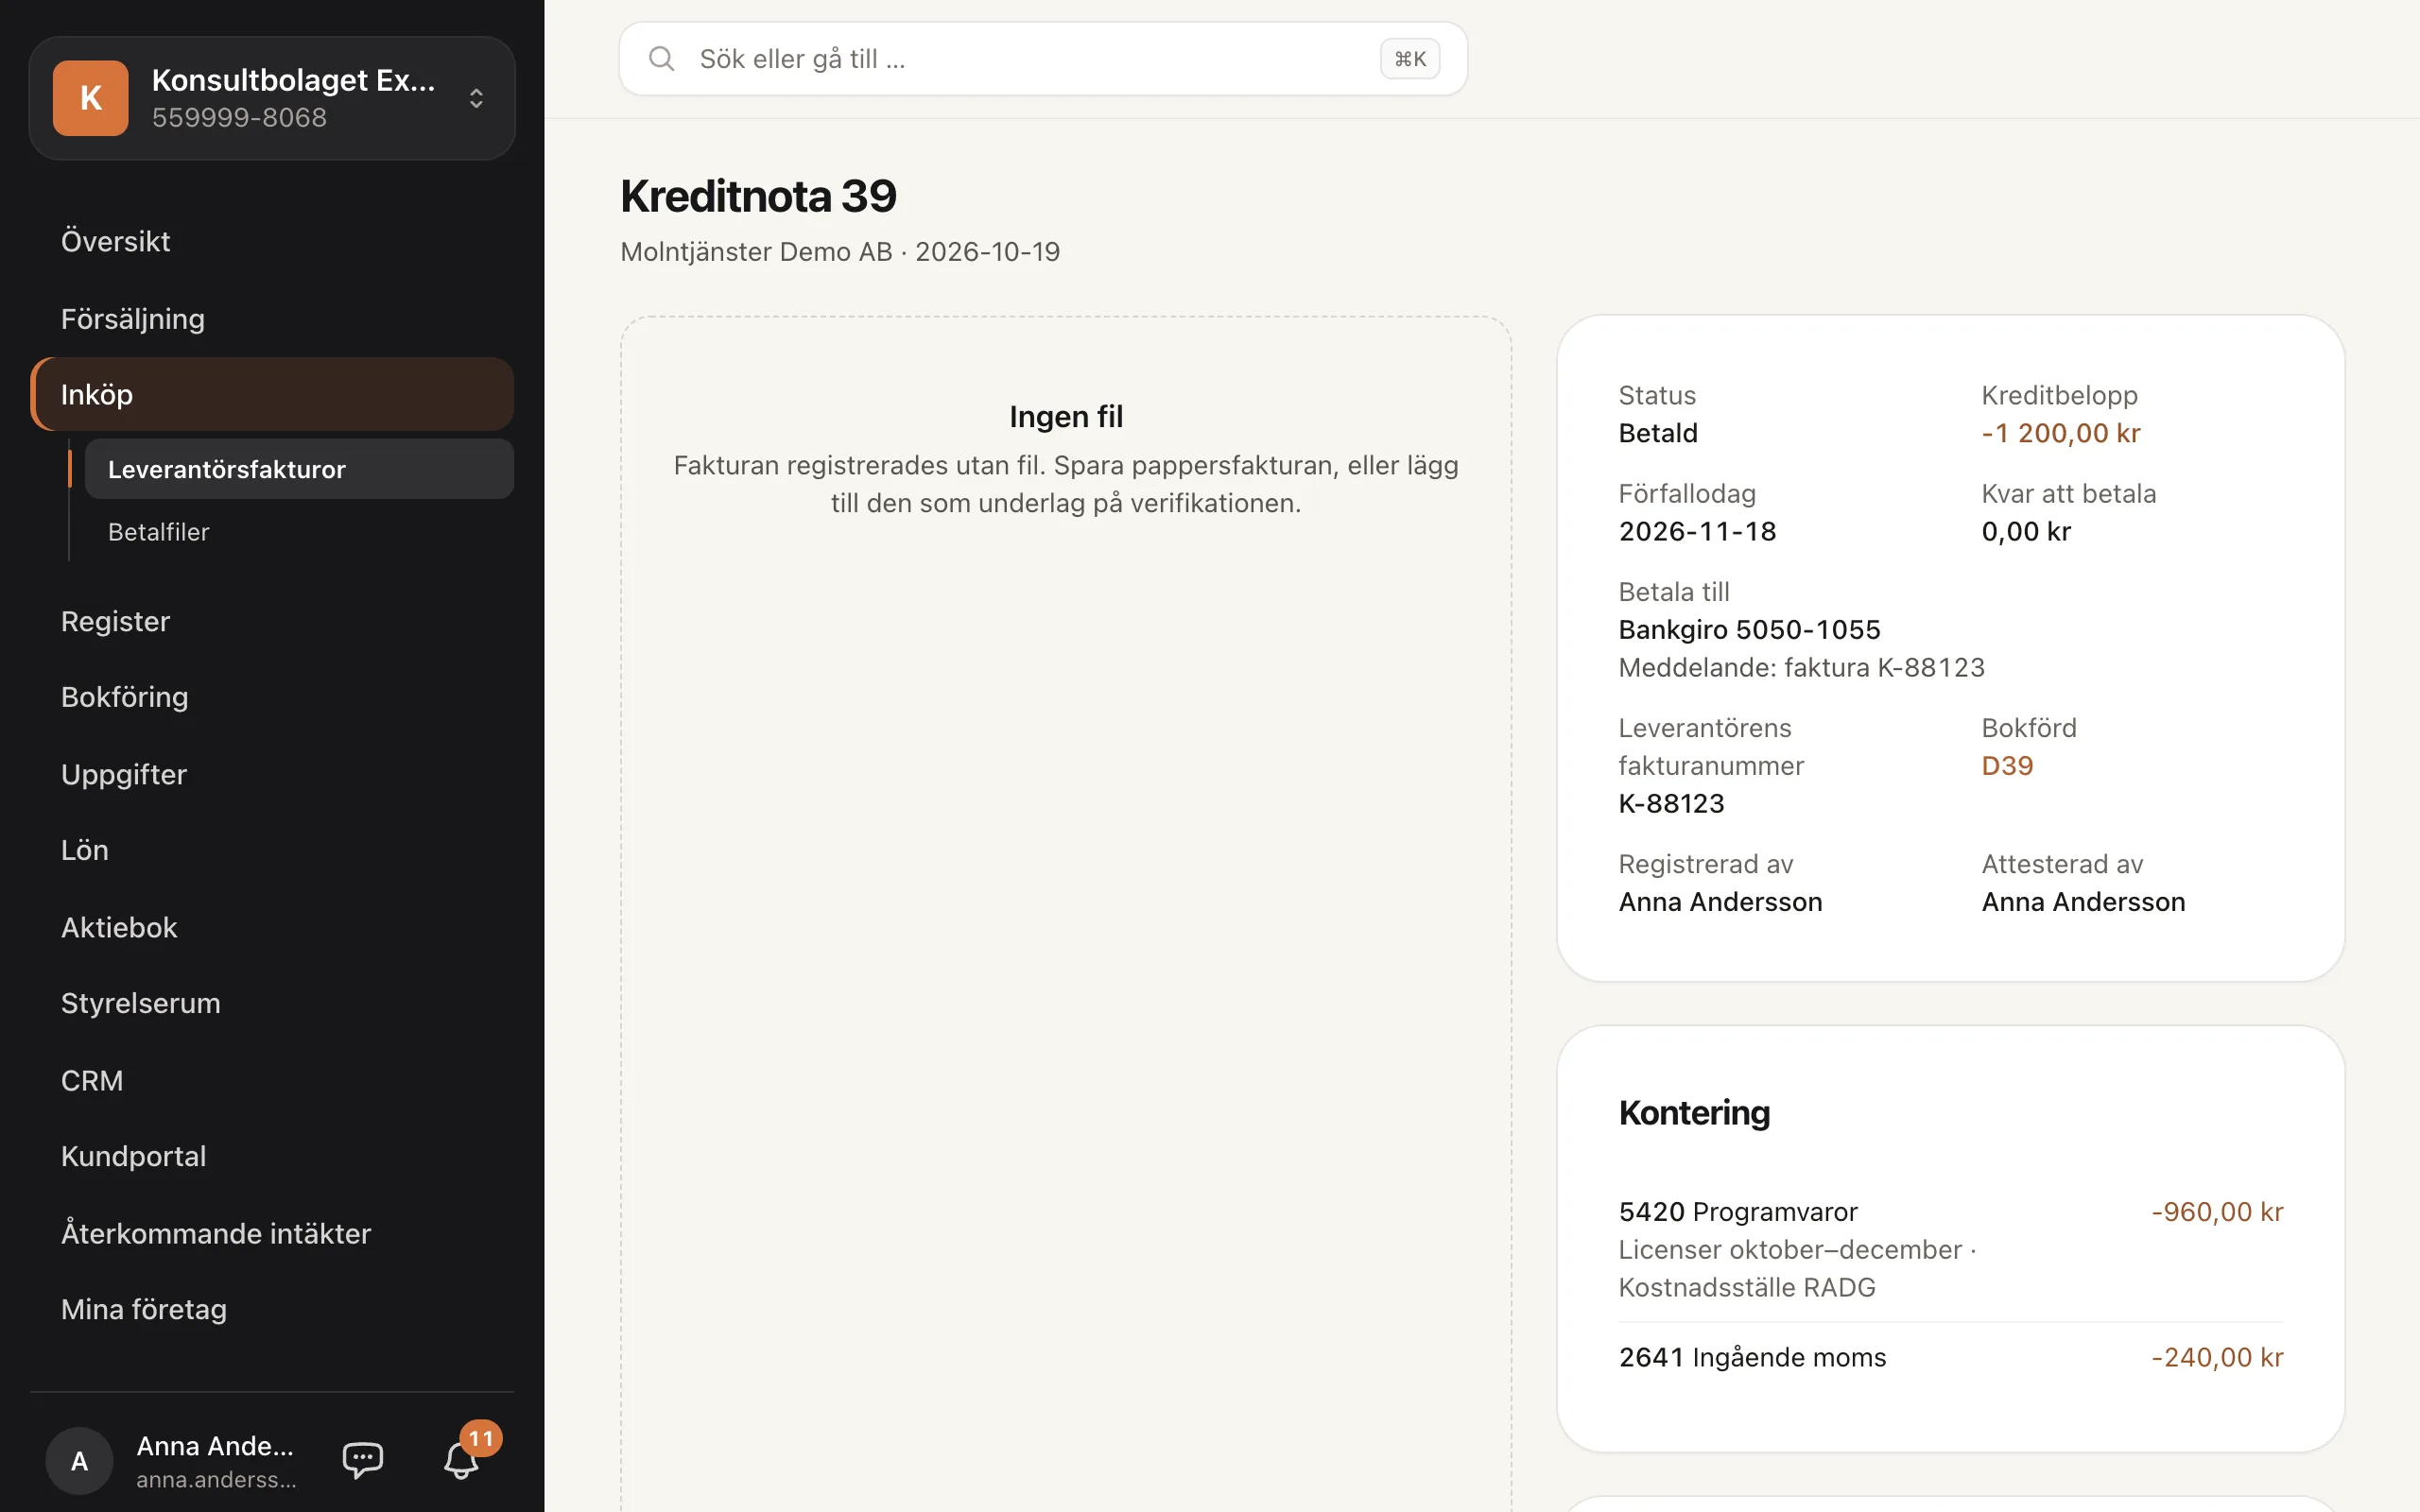 K
Konsultbolaget Ex...
559999-8068
Översikt
Försäljning
Inköp
Leverantörsfakturor
Betalfiler
Register
Bokföring
Uppgifter
Lön
Aktiebok
Styrelserum
CRM
Kundportal
Återkommande intäkter
Mina företag
A
Anna Ande...
anna.anderss...
11
Sök eller gå till ...
⌘K
Kreditnota 39
Molntjänster Demo AB · 2026-10-19
Ingen fil
Fakturan registrerades utan fil. Spara pappersfakturan, eller lägg
till den som underlag på verifikationen.
Status
Betald
Kreditbelopp
-1 200,00 kr
Förfallodag
2026-11-18
Kvar att betala
0,00 kr
Betala till
Bankgiro 5050-1055
Meddelande: faktura K-88123
Leverantörens
fakturanummer
K-88123
Bokförd
D39
Registrerad av
Anna Andersson
Attesterad av
Anna Andersson
Kontering
5420 Programvaror
-960,00 kr
Licenser oktober–december ·
Kostnadsställe RADG
2641 Ingående moms
-240,00 kr